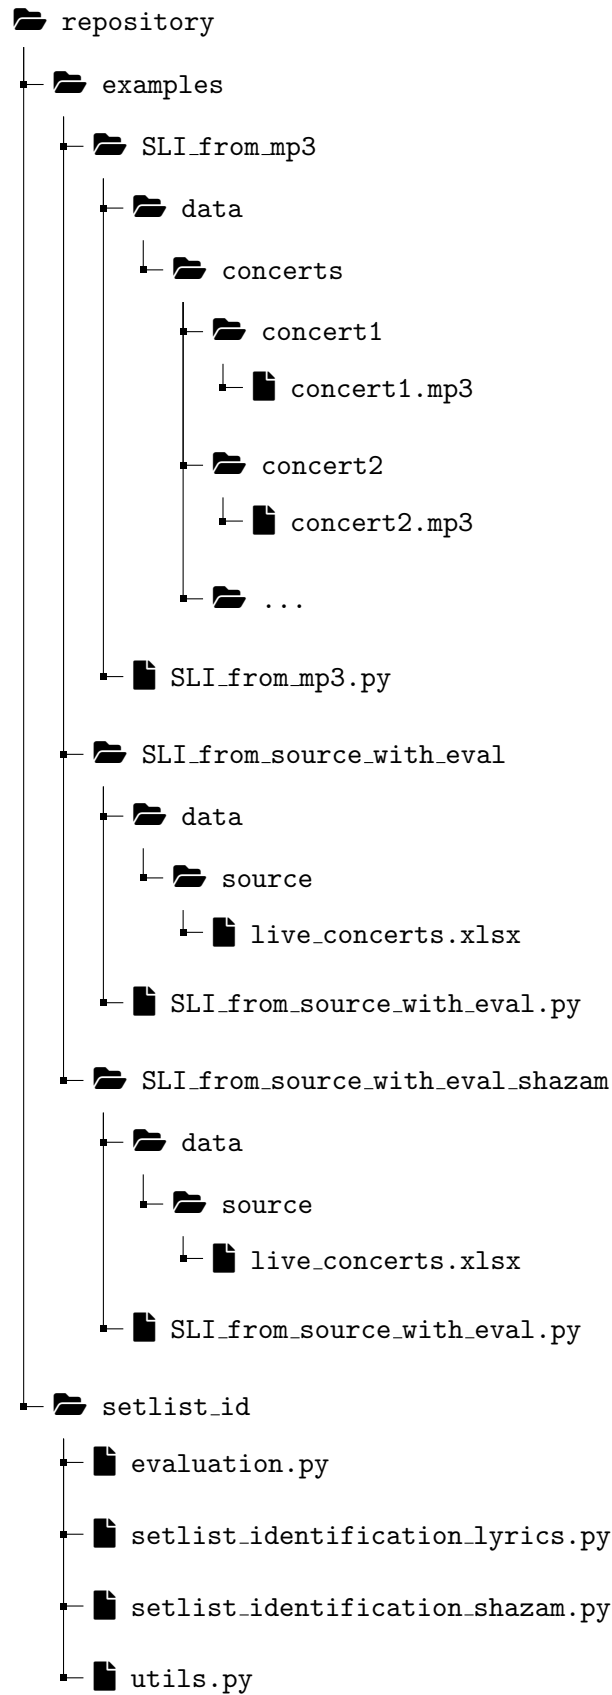 repository
examples
SLI_from_mp3
data
concerts
concert1
concert1.mp3
concert2
concert2.mp3
...
SLI_from_mp3.py
SLI_from_source_with_eval
data
source
live_concerts.xlsx
SLI_from_source_with_eval.py
SLI_from_source_with_eval_shazam
data
source
live_concerts.xlsx
SLI_from_source_with_eval.py
setlist_id
evaluation.py
setlist_identification_lyrics.py
setlist_identification_shazam.py
utils.py